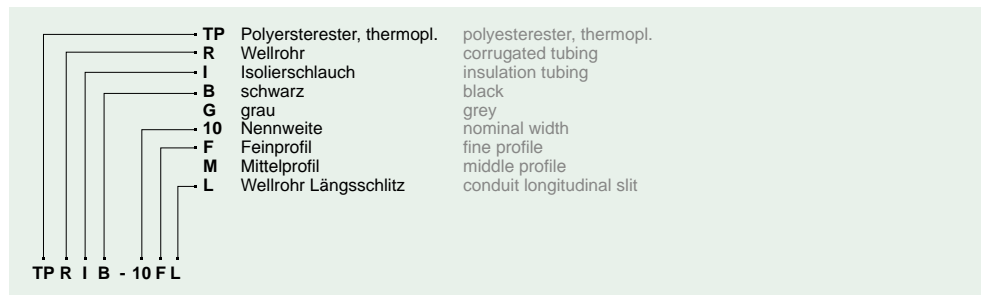 TP Polyersterester, thermopl. polyesterester, thermopl.
R Wellrohr corrugated tubing
I Isolierschlauch insulation tubing
B schwarz black
G grau grey
10 Nennweite nominal width
F Feinprofil fine profile
M Mittelprofil middle profile
L Wellrohr Längsschlitz conduit longitudinal slit
TP R I B - 10 F L